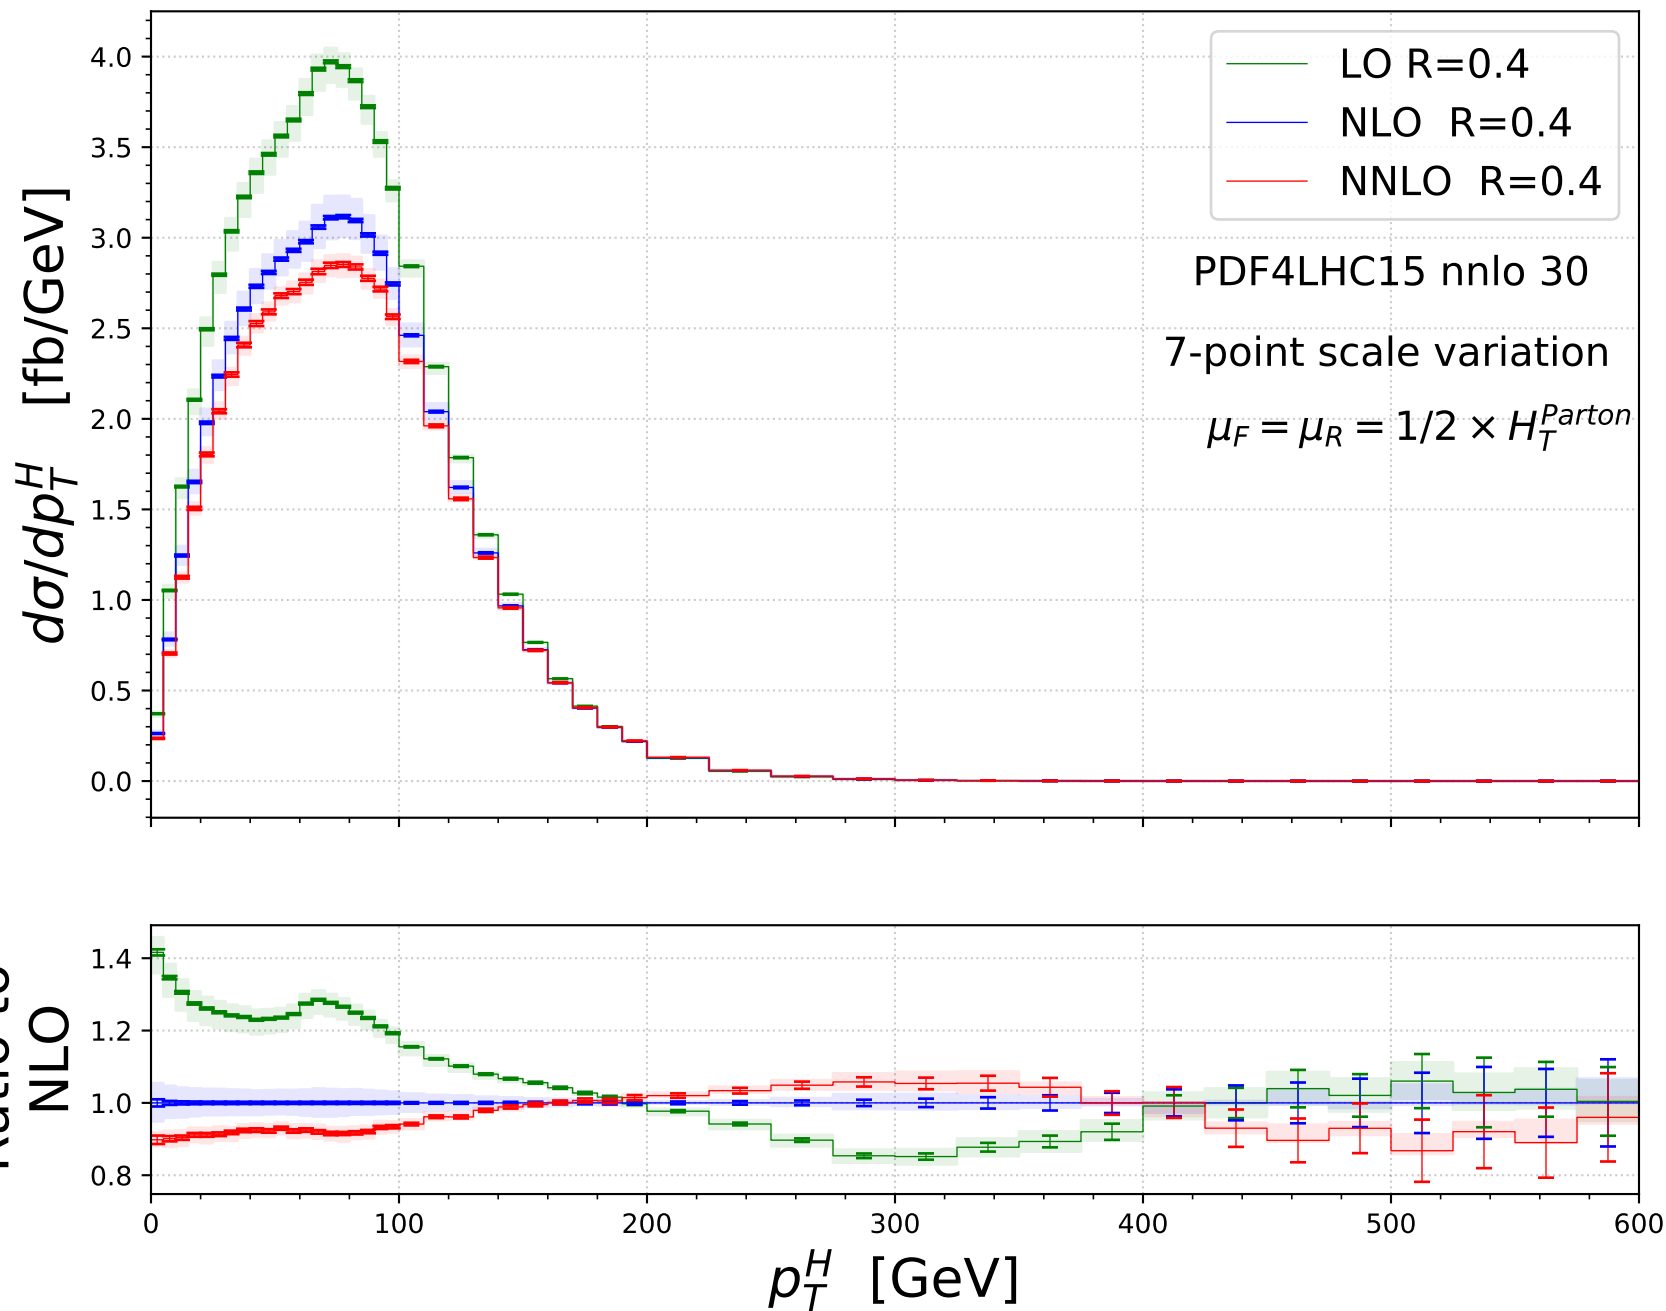 4.0
3.5
3.0
2.5
2.0
1.5
1.0
0.5
0.0
dσ/dp_T^H [fb/GeV]
LO R=0.4
NLO R=0.4
NNLO R=0.4
PDF4LHC15 nnlo 30
7-point scale variation
μ_F = μ_R = 1/2 × H_T^{Parton}
1.4
1.2
1.0
0.8
NLO
0 100 200 300 400 500 600
p_T^H [GeV]